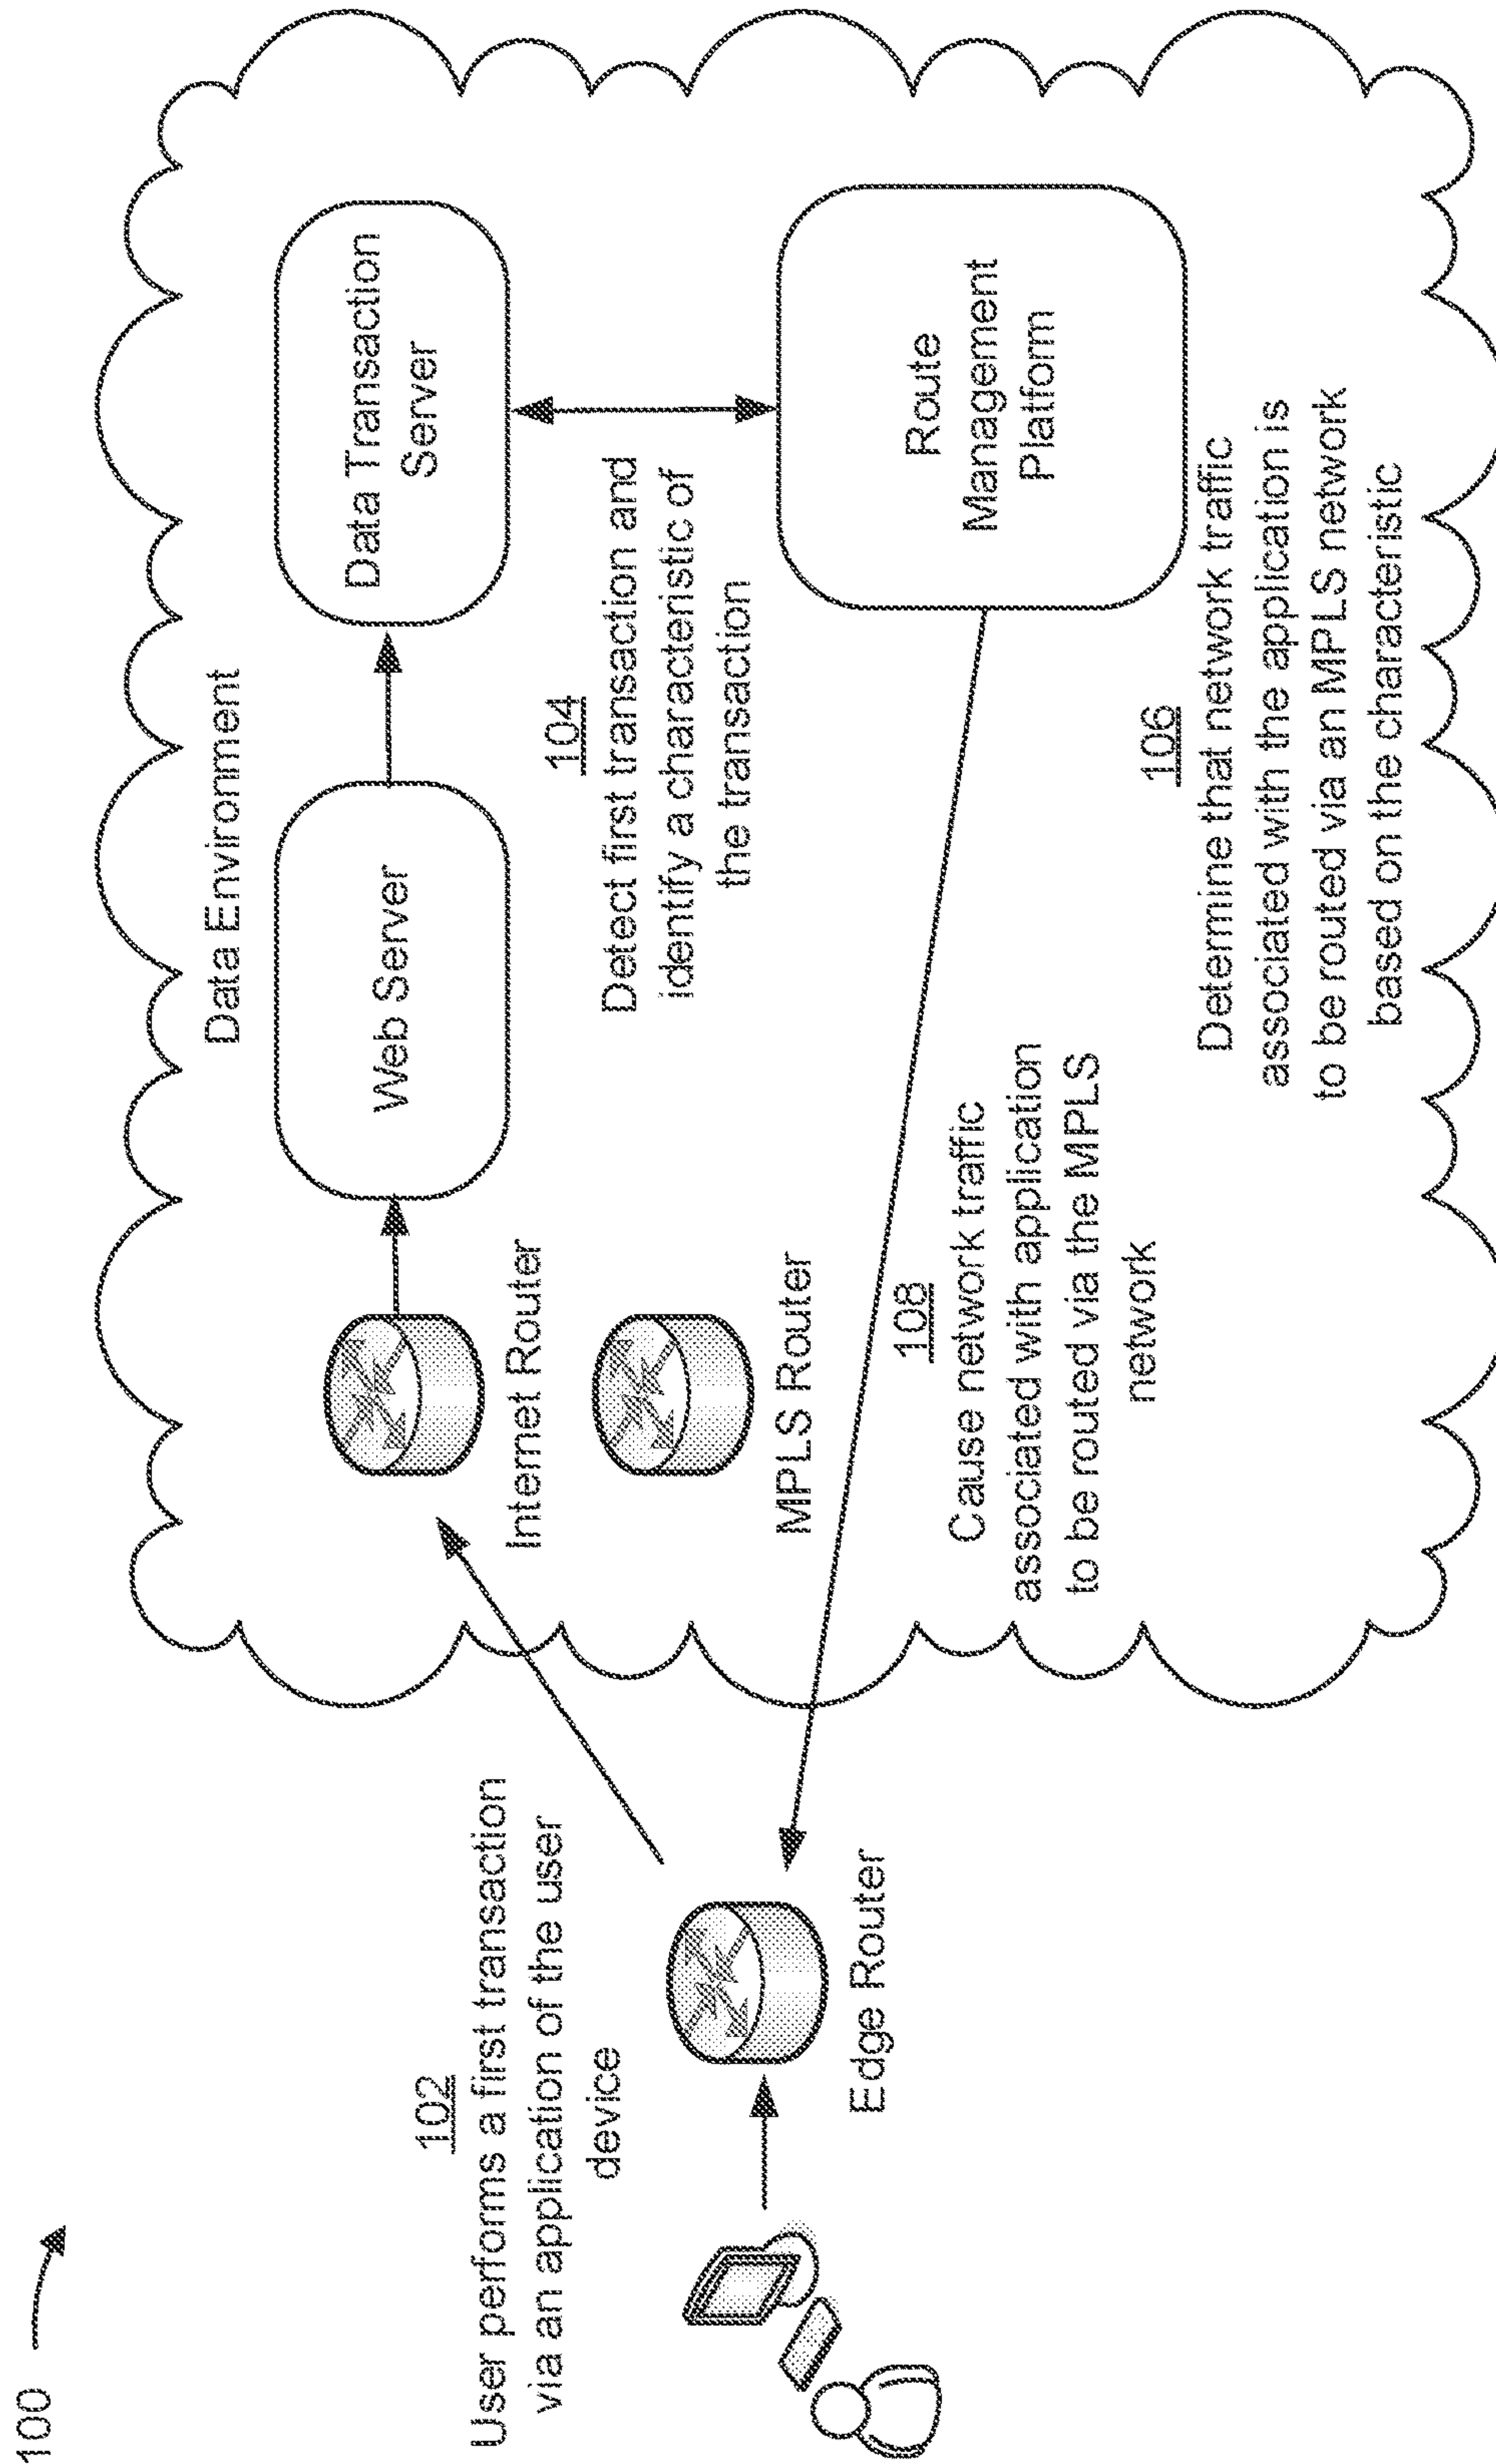 100
102
User performs a first transaction
via an application of the user
device
Edge Router
Data Environment
Internet Router
MPLS Router
Web Server
Data Transaction
Server
104
Detect first transaction and
identify a characteristic of
the transaction
Route
Management
Platform
106
Determine that network traffic
associated with the application is
to be routed via an MPLS network
based on the characteristic
108
Cause network traffic
associated with application
to be routed via the MPLS
network